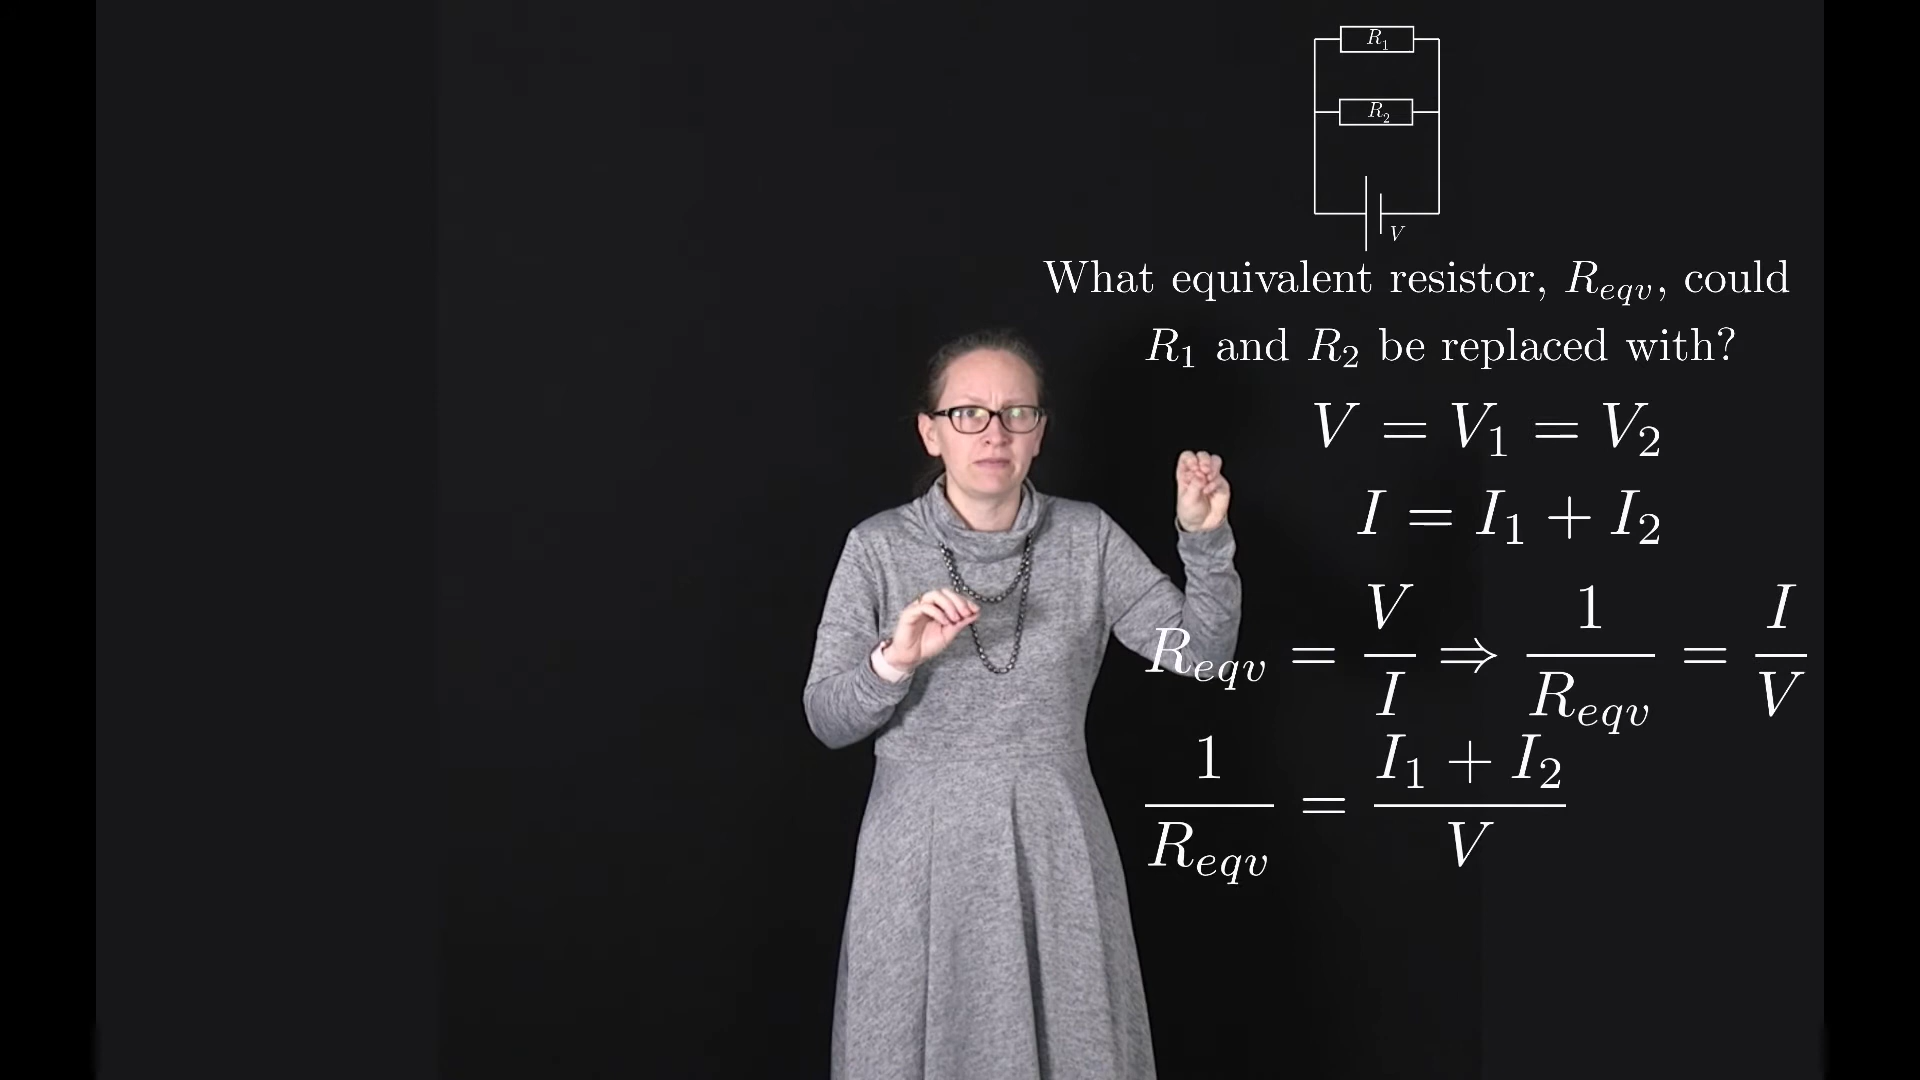 R₁
R₂
V
What equivalent resistor, R_eqv, could
R₁ and R₂ be replaced with?
V = V₁ = V₂
I = I₁ + I₂
R_eqv = V/I ⇒ 1/R_eqv = I/V
1/R_eqv = (I₁ + I₂)/V